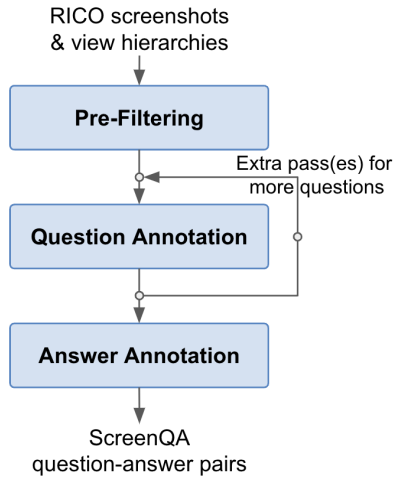 RICO screenshots
& view hierarchies
Pre-Filtering
Extra pass(es) for
more questions
Question Annotation
Answer Annotation
ScreenQA
question-answer pairs